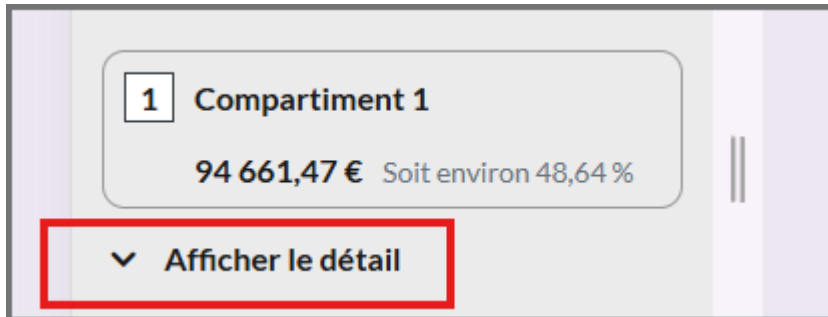 1 Compartiment 1
94 661,47 € Soit environ 48,64 %
Afficher le détail